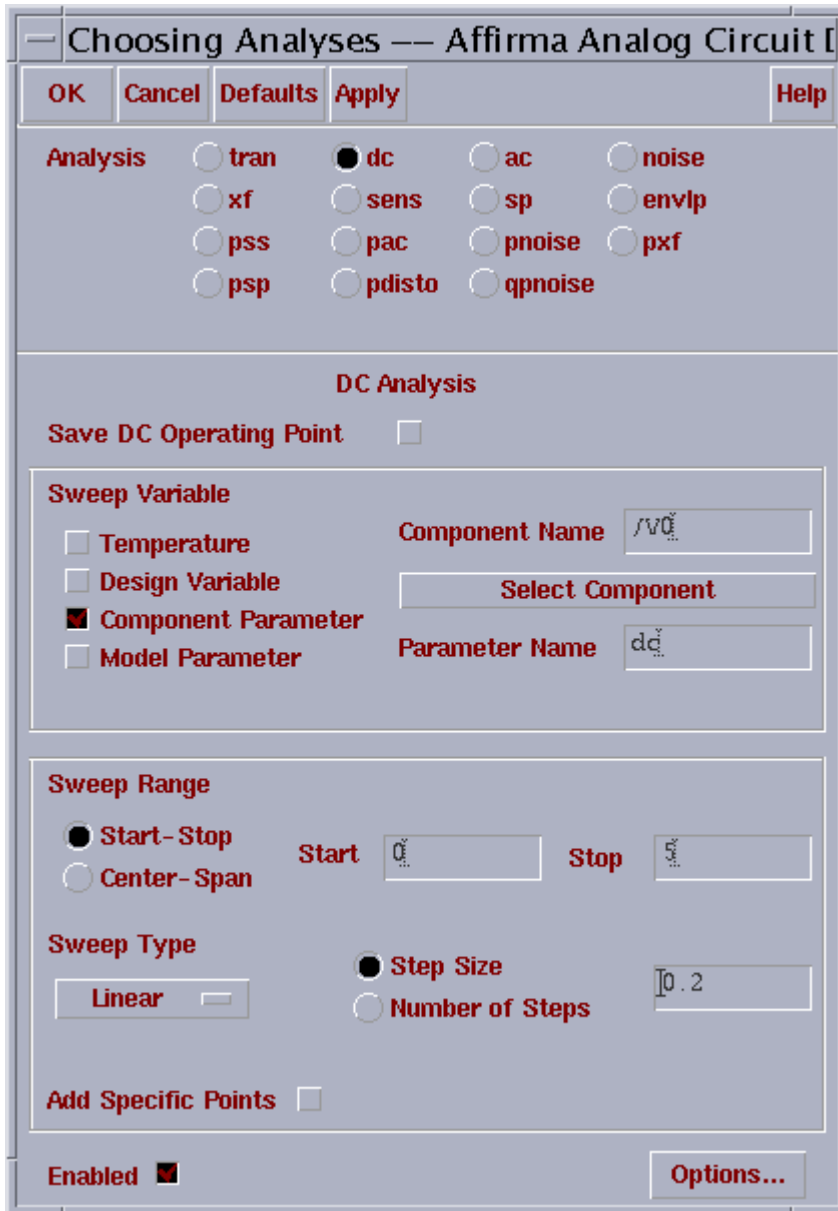 Choosing Analyses -- Affirma Analog Circuit D
OK Cancel Defaults Apply Help
Analysis tran dc ac noise
xf sens sp envlp
pss pac pnoise pxf
psp pdisto qpnoise
DC Analysis
Save DC Operating Point
Sweep Variable
Temperature
Design Variable
Component Parameter
Model Parameter
Component Name /V0
Select Component
Parameter Name dc
Sweep Range
Start-Stop
Center-Span
Start 0 Stop 5
Sweep Type
Linear
Step Size
Number of Steps
0.2
Add Specific Points
Enabled Options...